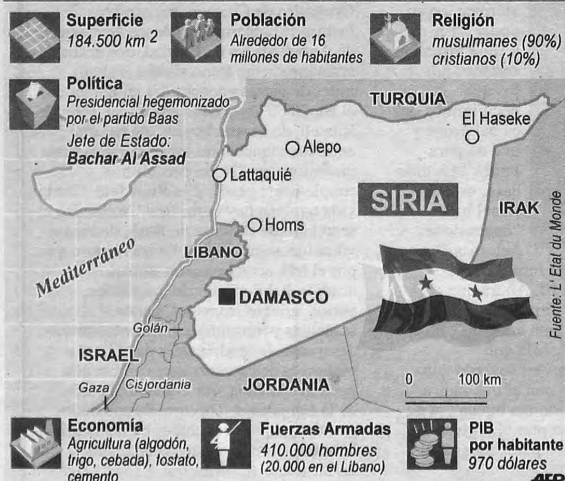 Superficie
184.500 km 2
Población
Alrededor de 16
millones de habitantes
Religión
musulmanes (90%)
cristianos (10%)
Política
Presidencial hegemonizado
por el partido Baas
Jefe de Estado:
Bachar Al Assad
TURQUIA
El Haseke
Alepo
Lattaquié
SIRIA
IRAK
Homs
LIBANO
Mediterráneo
DAMASCO
Golán
ISRAEL
Gaza
Cisjordania
JORDANIA
0 100 km
Fuente: L' Etat du Monde
Economía
Agricultura (algodón,
trigo, cebada), fosfato,
cemento
Fuerzas Armadas
410.000 hombres
(20.000 en el Libano)
PIB
por habitante
970 dólares
AFP